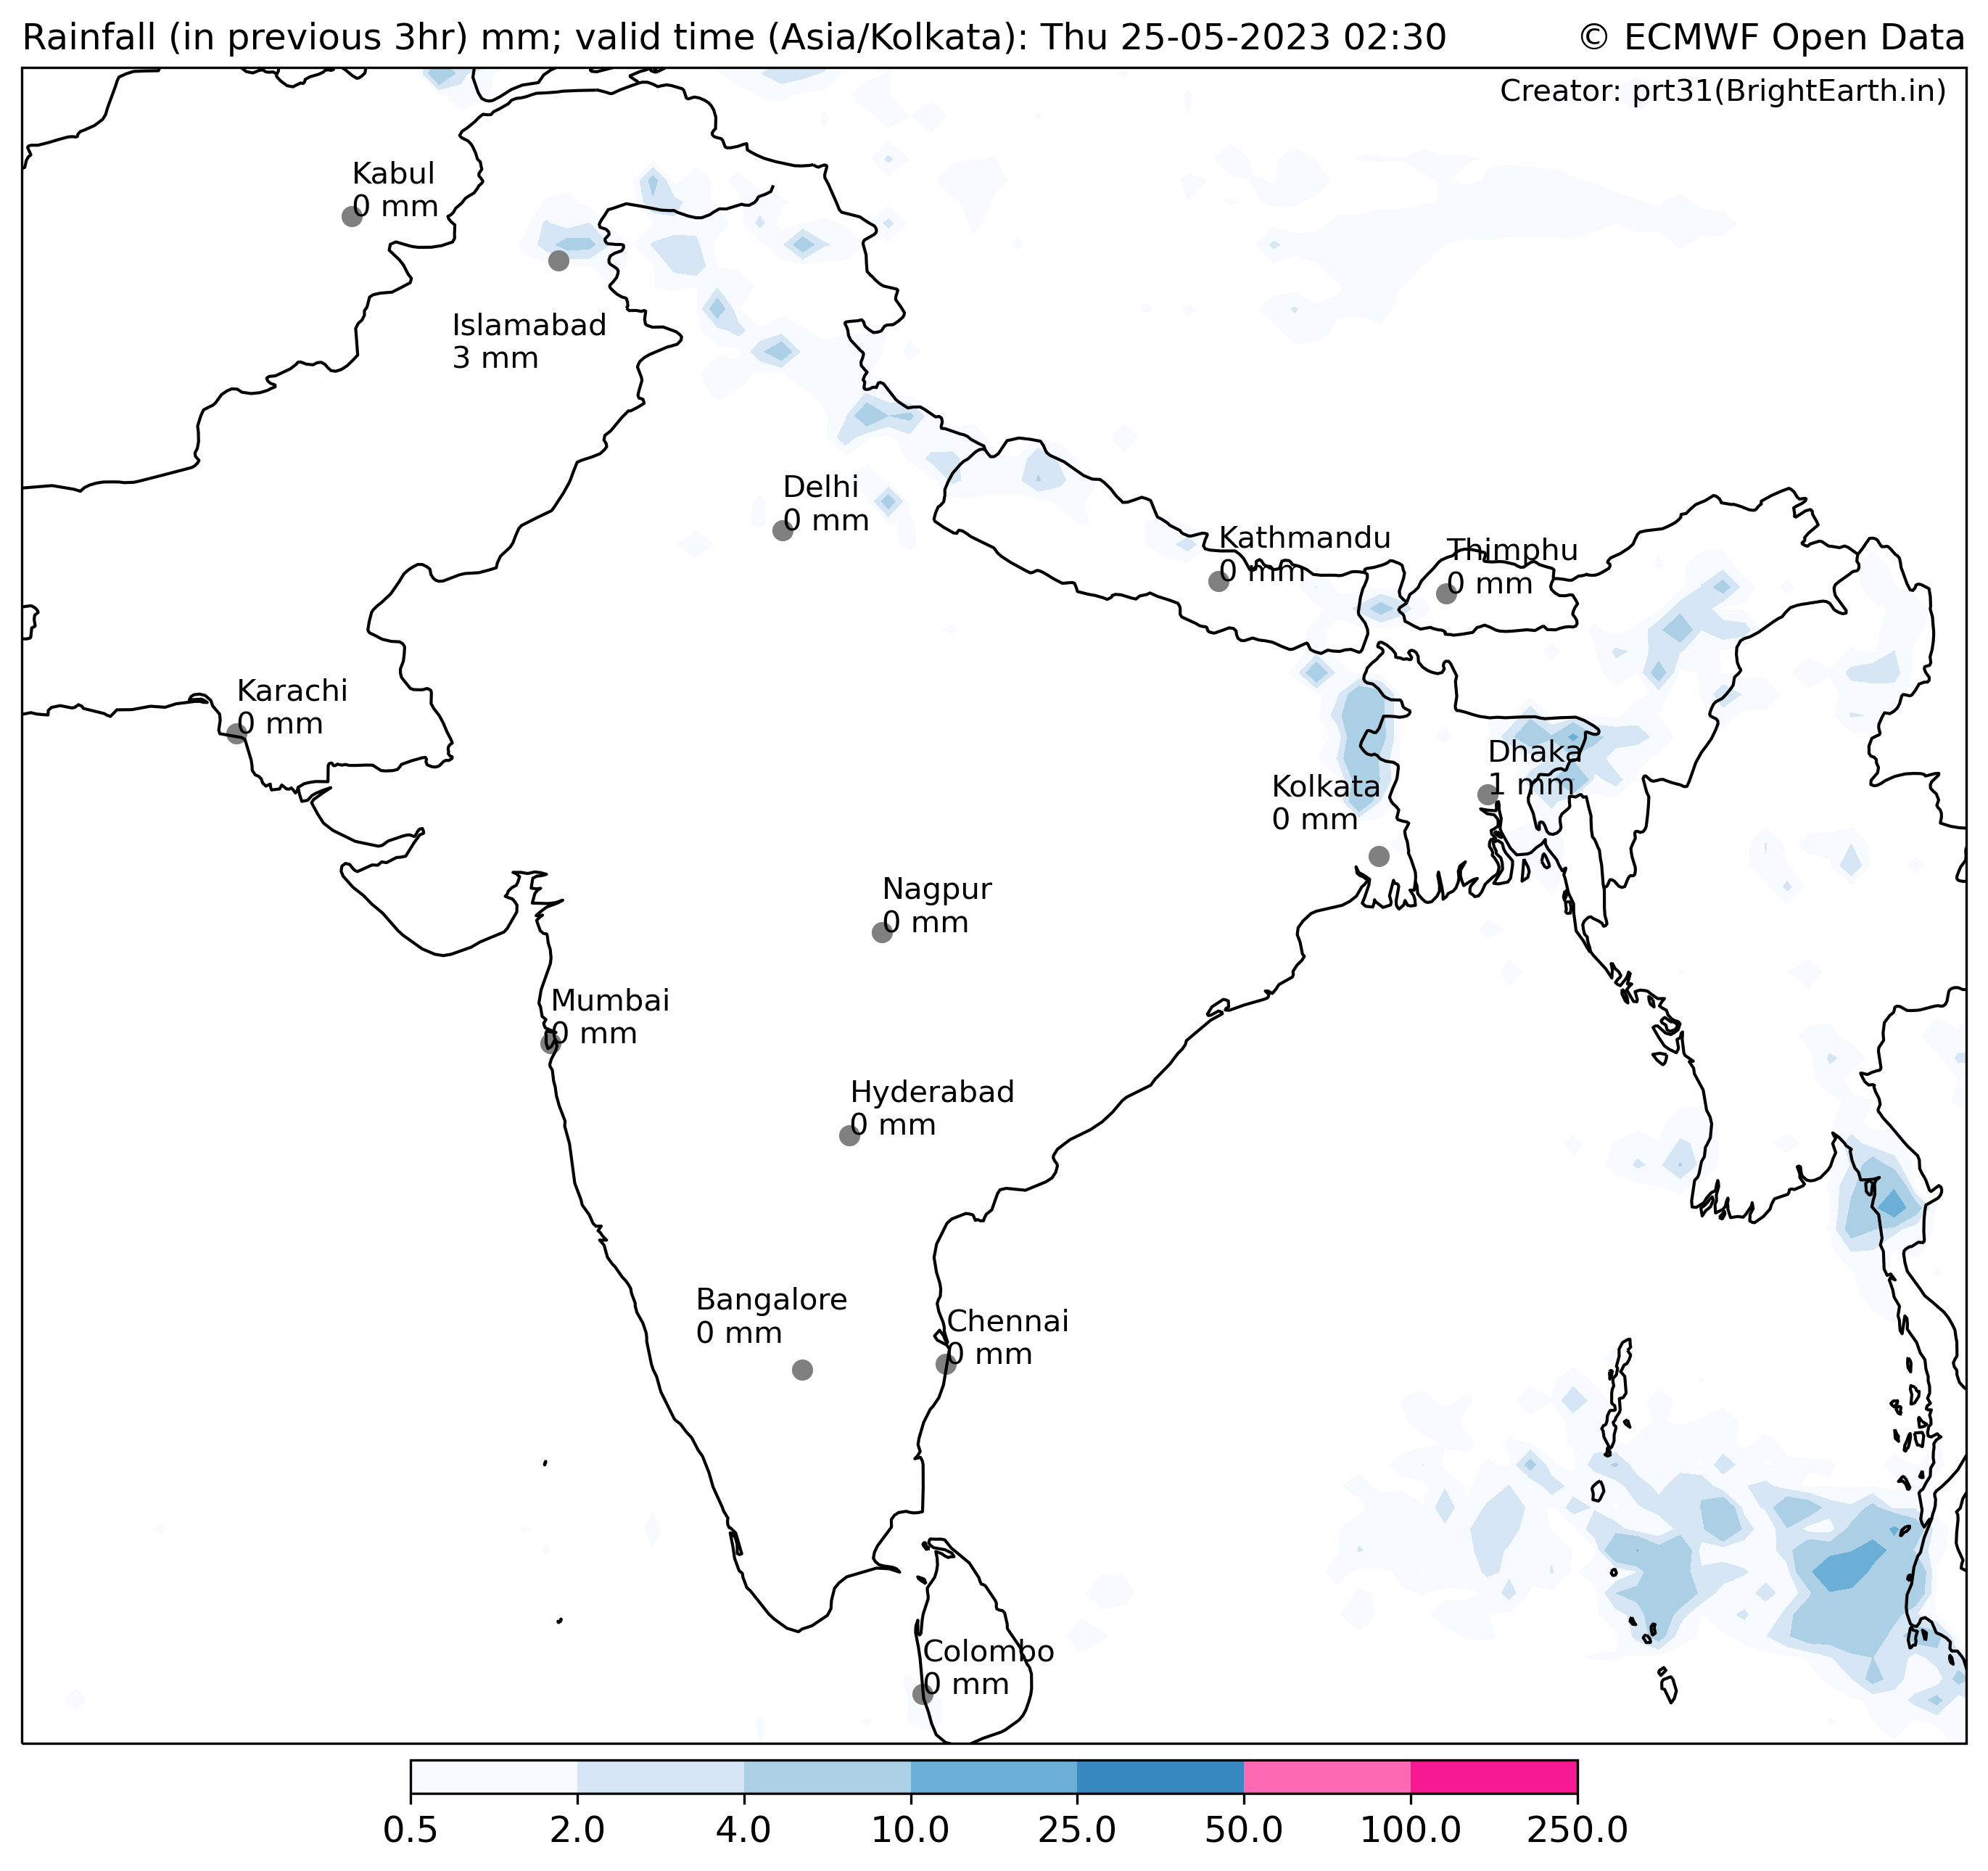 Rainfall (in previous 3hr) mm; valid time (Asia/Kolkata): Thu 25-05-2023 02:30
© ECMWF Open Data
Creator: prt31(BrightEarth.in)
Kabul
0 mm
Islamabad
3 mm
Delhi
0 mm
Kathmandu
0 mm
Thimphu
0 mm
Karachi
0 mm
Dhaka
1 mm
Kolkata
0 mm
Nagpur
0 mm
Mumbai
0 mm
Hyderabad
0 mm
Bangalore
0 mm
Chennai
0 mm
Colombo
0 mm
0.5 2.0 4.0 10.0 25.0 50.0 100.0 250.0